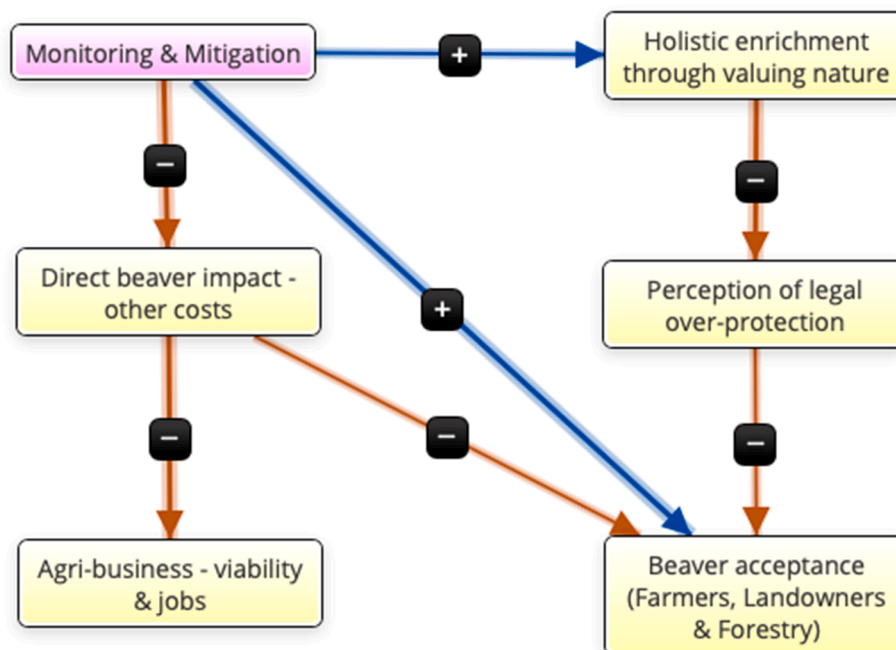 Monitoring & Mitigation
+
Holistic enrichment
through valuing nature
−
−
Direct beaver impact -
other costs
+
Perception of legal
over-protection
−
−
−
Agri-business - viability
& jobs
Beaver acceptance
(Farmers, Landowners
& Forestry)